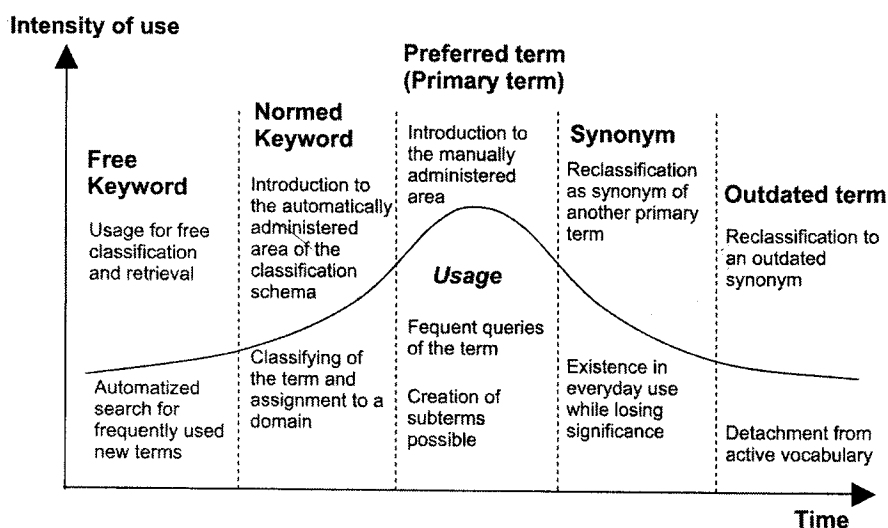 Intensity of use
Free
Keyword
Usage for free
classification
and retrieval
Automatized
search for
frequently used
new terms
Normed
Keyword
Introduction to
the automatically
administered
area of the
classification
schema
Classifying of
the term and
assignment to a
domain
Preferred term
(Primary term)
Introduction to
the manually
administered
area
Usage
Fequent queries
of the term
Creation of
subterms
possible
Synonym
Reclassification
as synonym of
another primary
term
Existence in
everyday use
while losing
significance
Outdated term
Reclassification to
an outdated
synonym
Detachment from
active vocabulary
Time